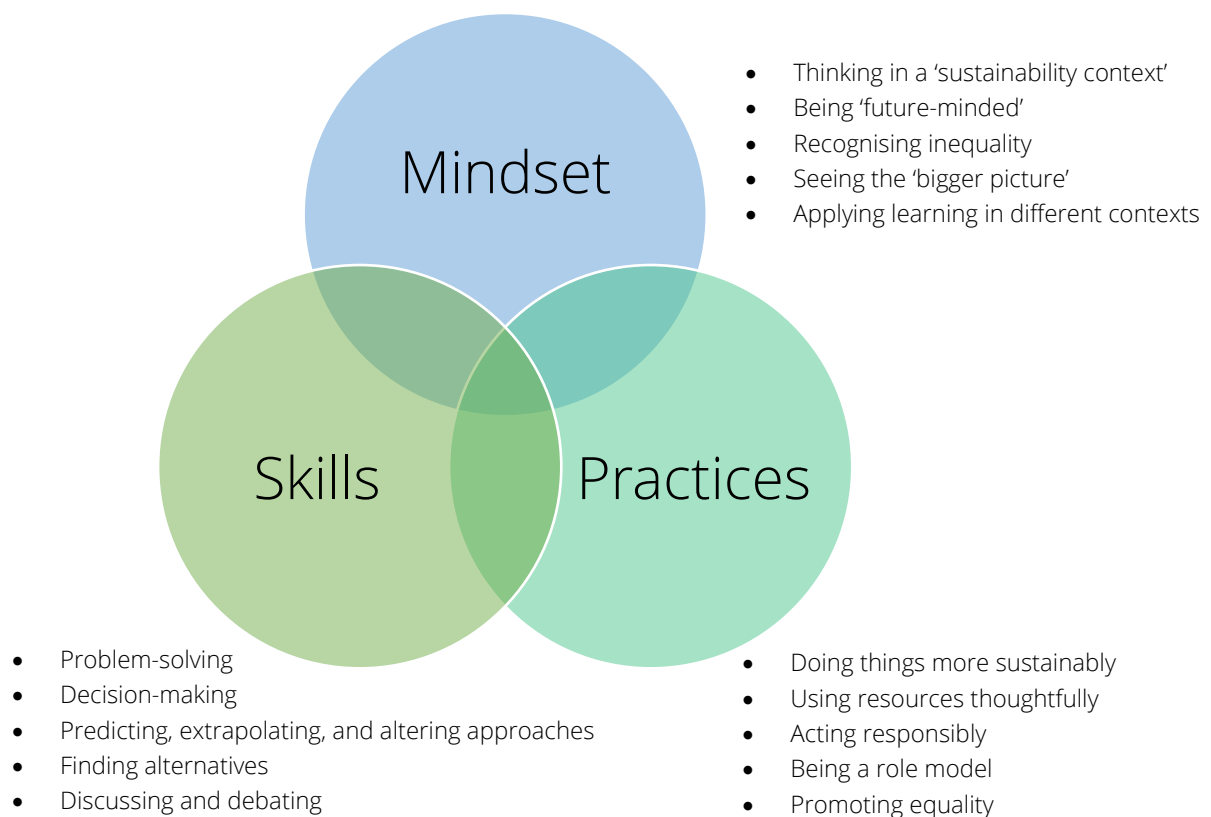 Mindset
• Thinking in a ‘sustainability context’
• Being ‘future-minded’
• Recognising inequality
• Seeing the ‘bigger picture’
• Applying learning in different contexts
Skills
Practices
• Problem-solving
• Decision-making
• Predicting, extrapolating, and altering approaches
• Finding alternatives
• Discussing and debating
• Doing things more sustainably
• Using resources thoughtfully
• Acting responsibly
• Being a role model
• Promoting equality